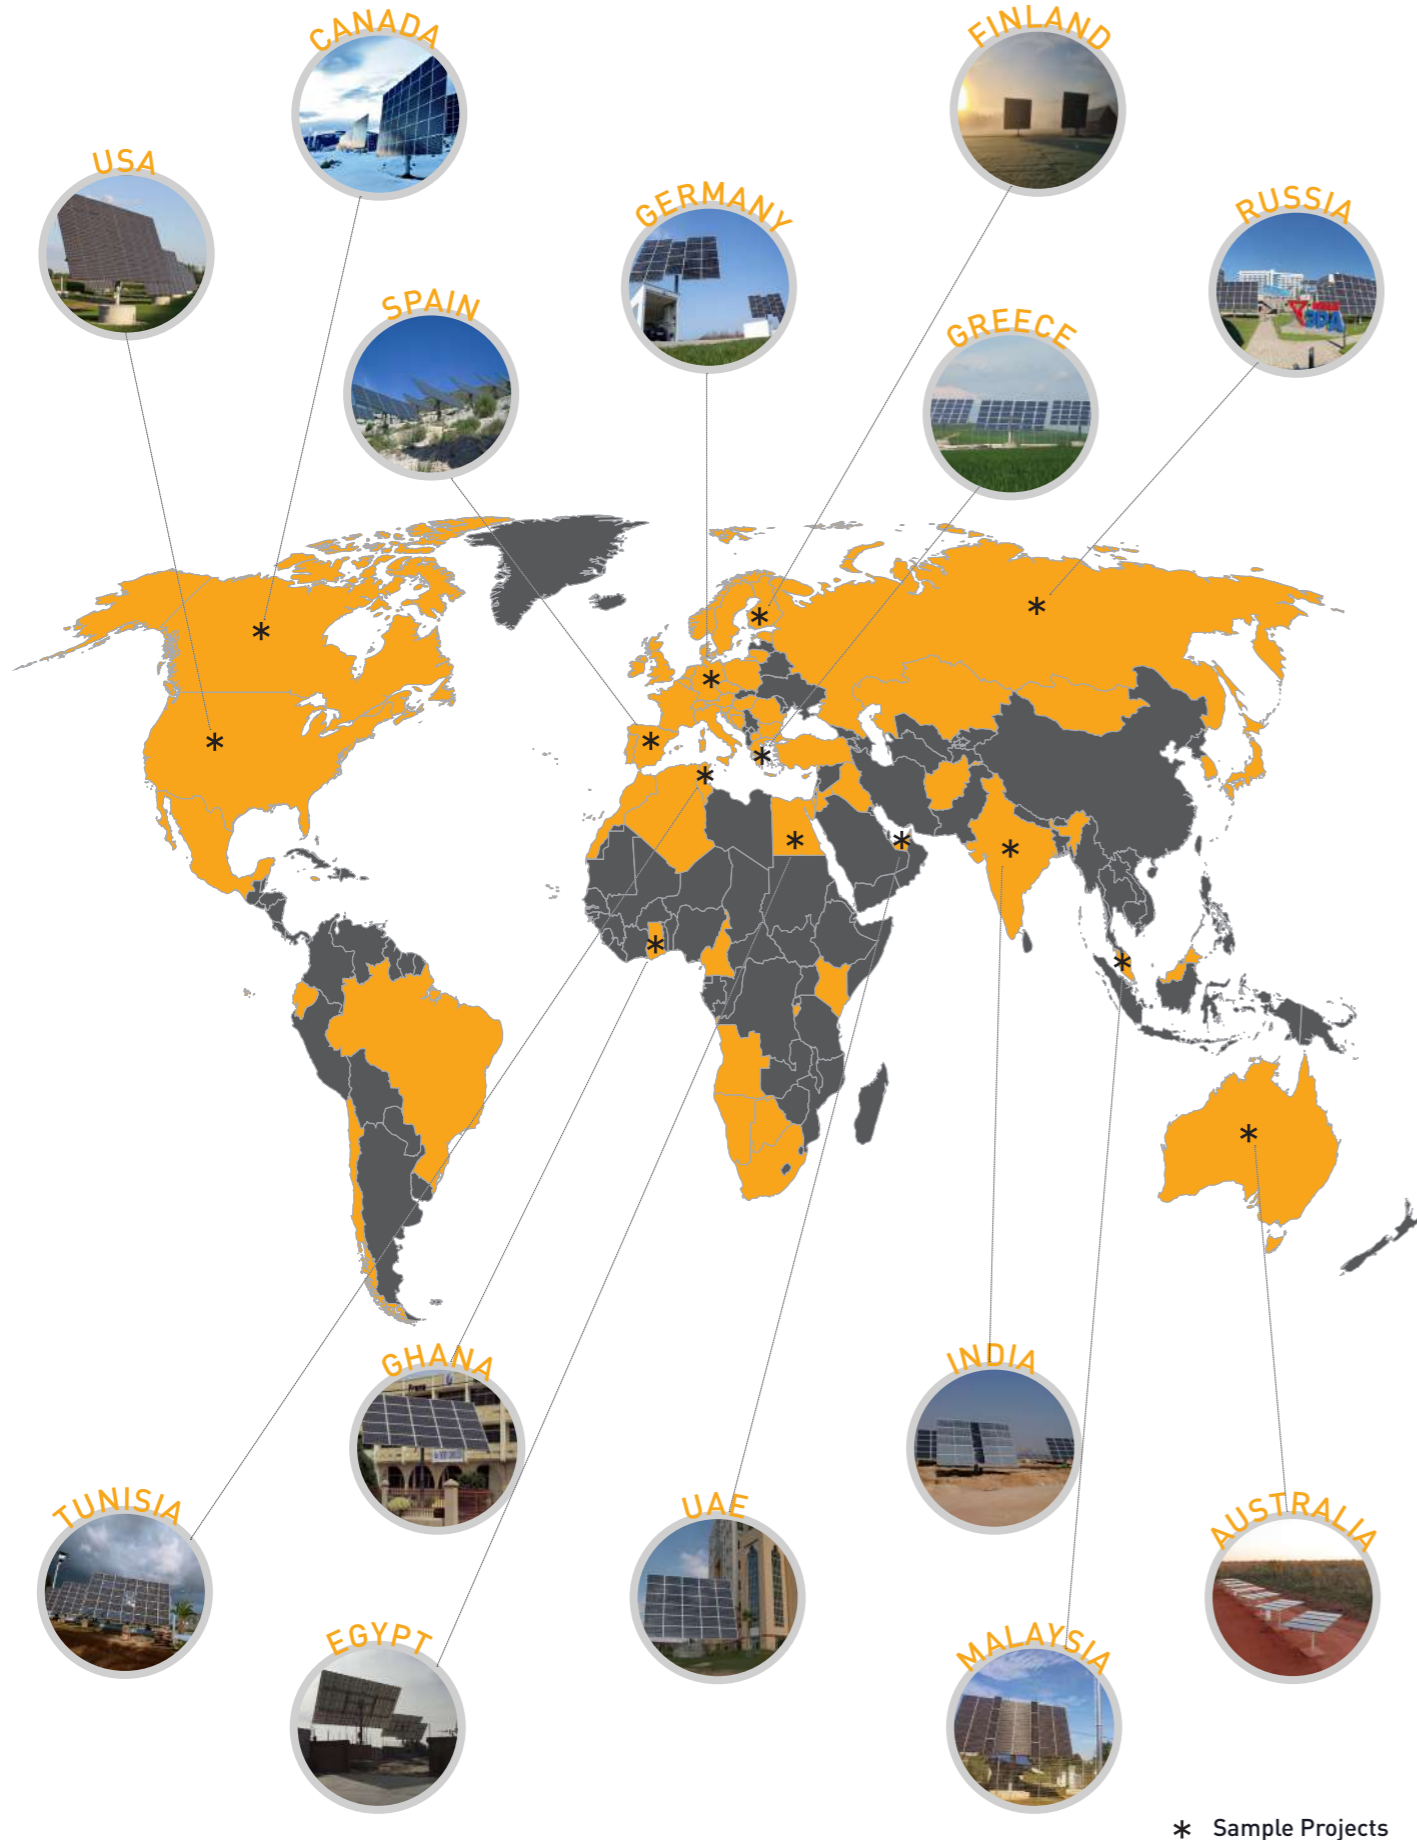 CANADA
FINLAND
USA
GERMANY
RUSSIA
SPAIN
GREECE
GHANA
INDIA
TUNISIA
UAE
AUSTRALIA
EGYPT
MALAYSIA
* Sample Projects